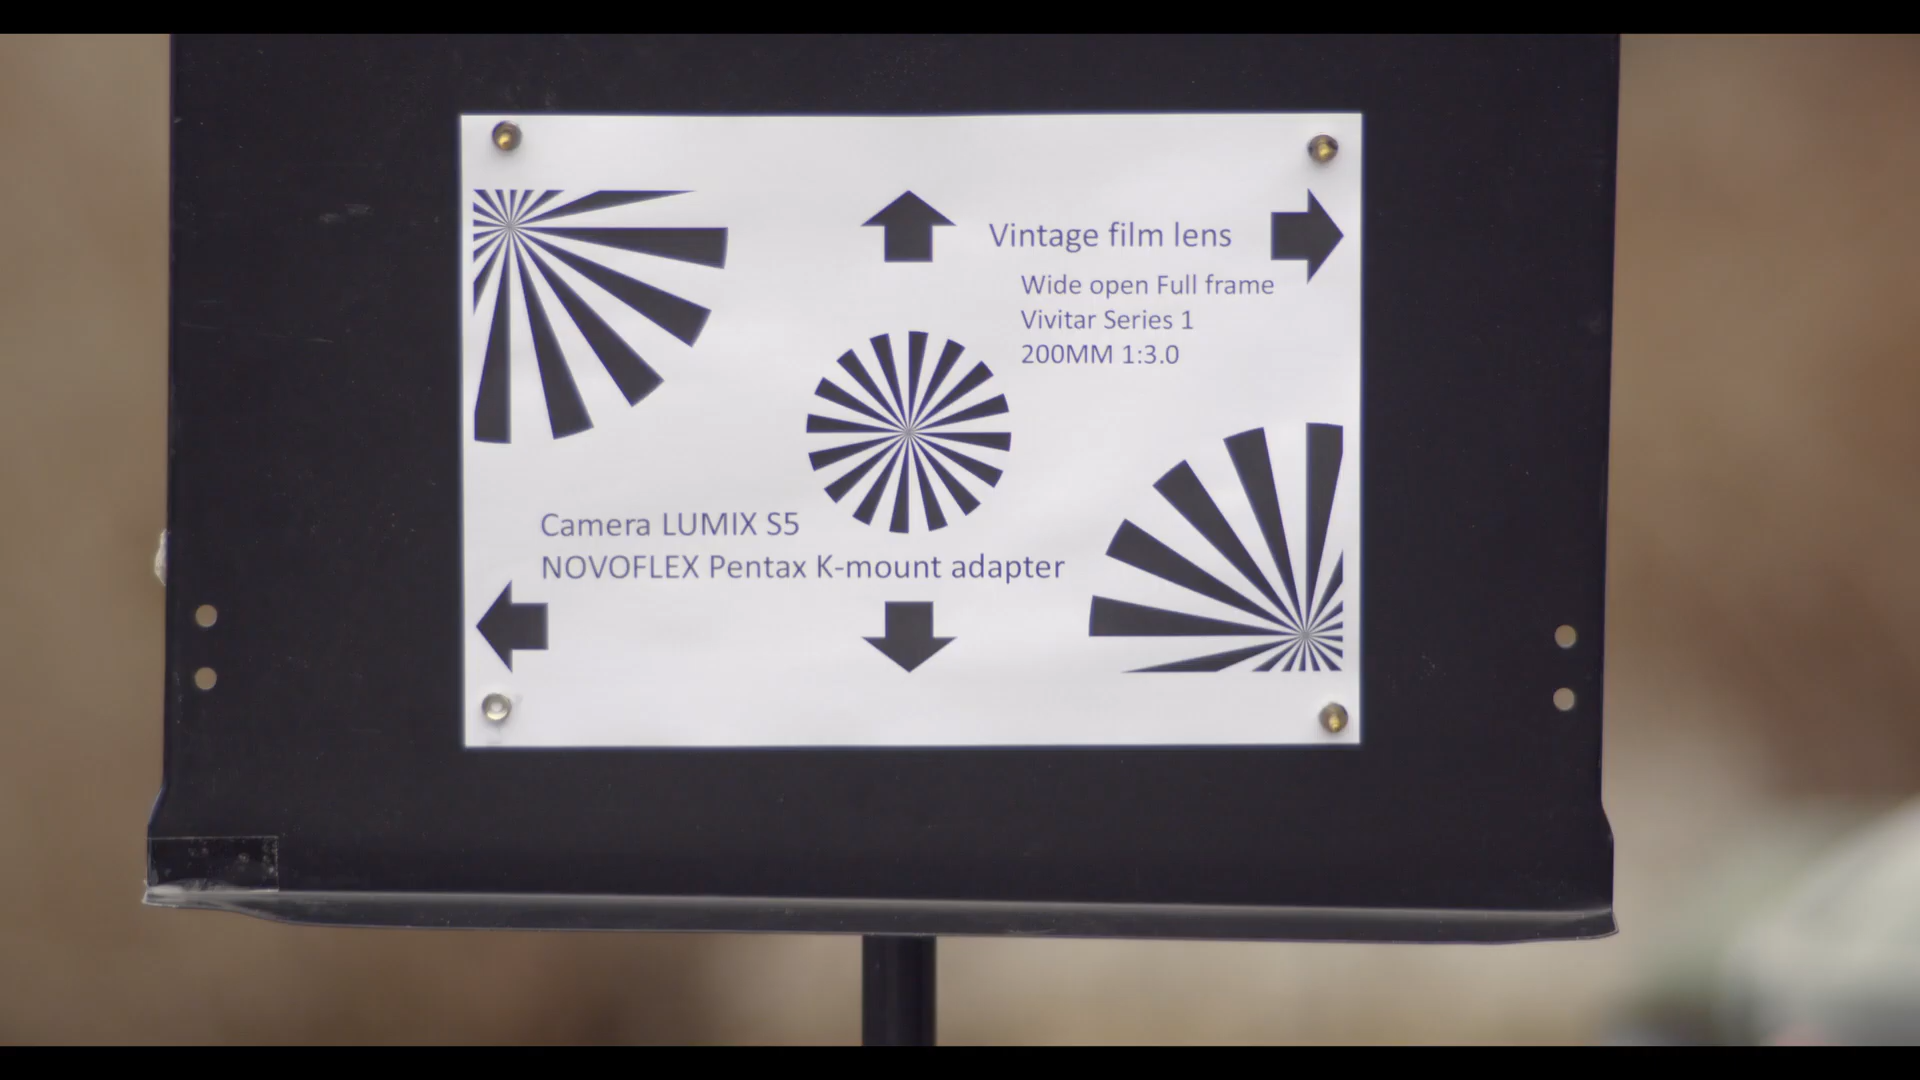 Vintage film lens
Wide open Full frame
Vivitar Series 1
200MM 1:3.0
Camera LUMIX S5
NOVOFLEX Pentax K-mount adapter